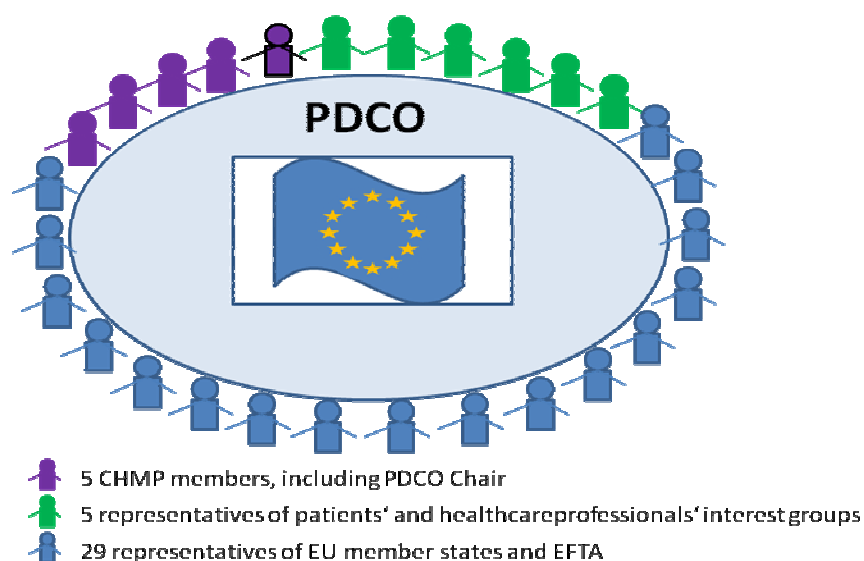 PDCO
5 CHMP members, including PDCO Chair
5 representatives of patients‘ and healthcareprofessionals‘ interest groups
29 representatives of EU member states and EFTA